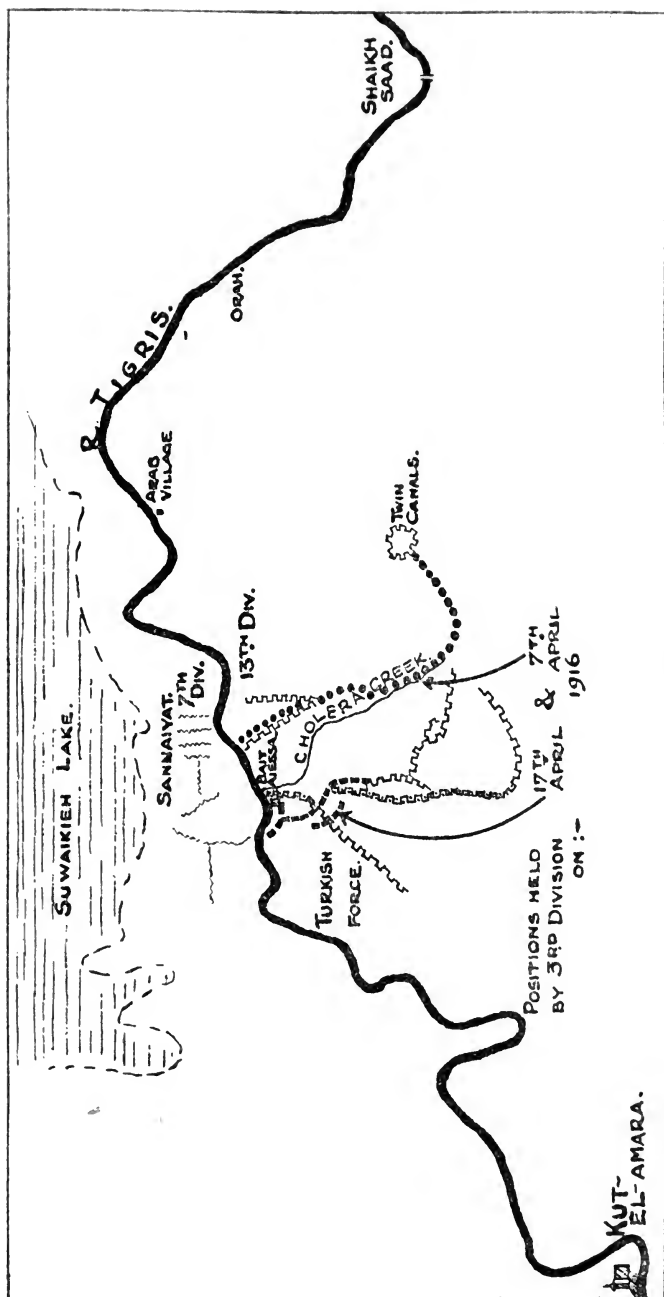 SUWAIKIEH LAKE.
R. TIGRIS.
SHAIKH
SAAD.
ORAH.
ARAB
VILLAGE
SANNAIYAT.
7TH
DIV.
13TH DIV.
TWIN
CANALS.
BAIT
AIESSA.
CHOLERA CREEK
TURKISH
FORCE.
POSITIONS HELD
BY 3RD DIVISION
ON :-
17TH
APRIL
&
7TH
APRIL
1916
KUT-
EL-AMARA.